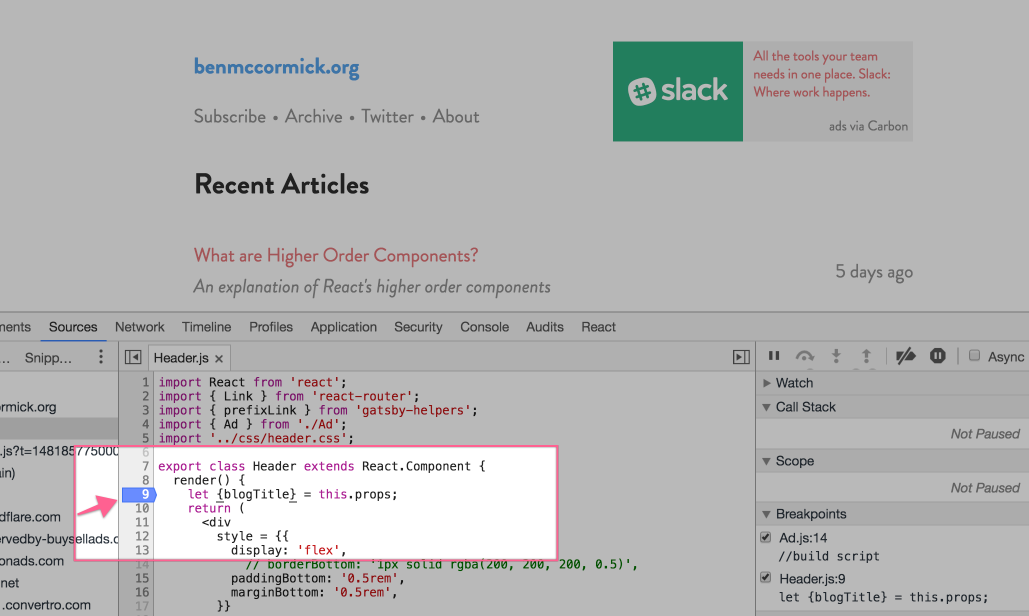 benmccormick.org
Subscribe • Archive • Twitter • About
slack
All the tools your team
needs in one place. Slack:
Where work happens.
ads via Carbon
Recent Articles
What are Higher Order Components?
An explanation of React's higher order components
5 days ago
ments Sources Network Timeline Profiles Application Security Console Audits React
... Snipp...
Header.js ×
Async
rmick.org
.js?t=148185775000
in)
dflare.com
ervedby-buysellads.c
onads.com
net
.convertro.com
1 import React from 'react';
2 import { Link } from 'react-router';
3 import { prefixLink } from 'gatsby-helpers';
4 import { Ad } from './Ad';
5 import '../css/header.css';
6
7 export class Header extends React.Component {
8 render() {
9 let {blogTitle} = this.props;
10 return (
11 <div
12 style = {{
13 display: 'flex',
14 // borderBottom: '1px solid rgba(200, 200, 200, 0.5)',
15 paddingBottom: '0.5rem',
16 marginBottom: '0.5rem',
17 }}
Watch
Call Stack
Not Paused
Scope
Not Paused
Breakpoints
Ad.js:14
//build script
Header.js:9
let {blogTitle} = this.props;